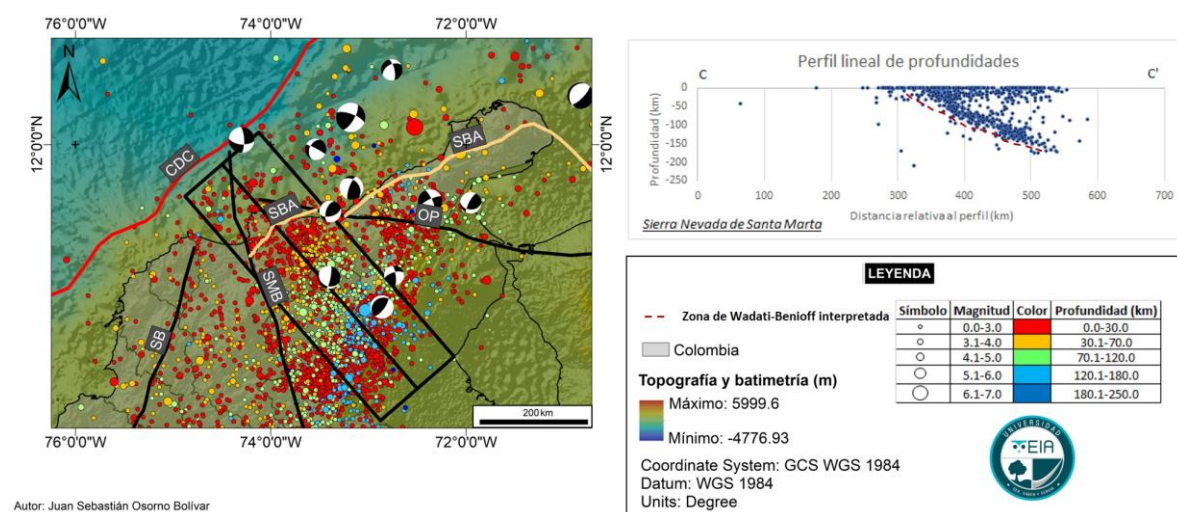 76°0'0"W
74°0'0"W
72°0'0"W
N
12°0'0"N
12°0'0"N
CDC
SBA
SBA
OP
SMB
SB
200 km
76°0'0"W
74°0'0"W
72°0'0"W
Autor: Juan Sebastián Osorno Bolívar
Perfil lineal de profundidades
C
C'
Profundidad (km)
0
-50
-100
-150
-200
-250
0 100 200 300 400 500 600 700
Distancia relativa al perfil (km)
Sierra Nevada de Santa Marta
LEYENDA
Zona de Wadati-Benioff interpretada
Colombia
Topografía y batimetría (m)
Máximo: 5999.6
Mínimo: -4776.93
Coordinate System: GCS WGS 1984
Datum: WGS 1984
Units: Degree
Símbolo Magnitud Color Profundidad (km)
0.0-3.0 0.0-30.0
3.1-4.0 30.1-70.0
4.1-5.0 70.1-120.0
5.1-6.0 120.1-180.0
6.1-7.0 180.1-250.0
UNIVERSIDAD
EIA